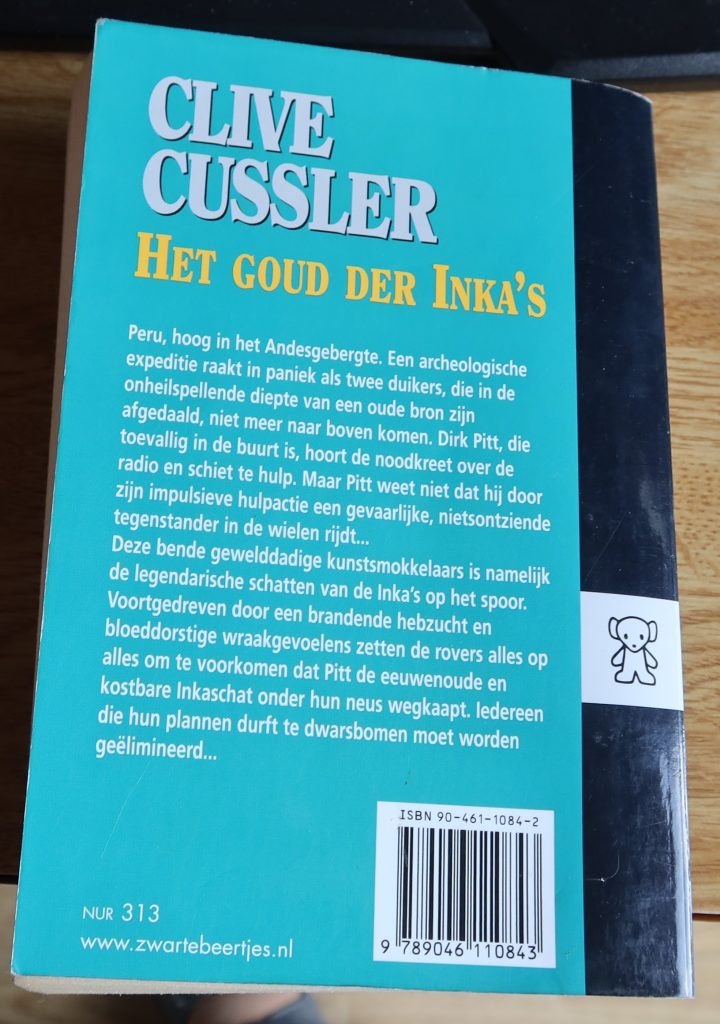 CLIVE
CUSSLER
HET GOUD DER INKA'S
Peru, hoog in het Andesgebergte. Een archeologische
expeditie raakt in paniek als twee duikers, die in de
onheilspellende diepte van een oude bron zijn
afgedaald, niet meer naar boven komen. Dirk Pitt, die
toevallig in de buurt is, hoort de noodkreet over de
radio en schiet te hulp. Maar Pitt weet niet dat hij door
zijn impulsieve hulpactie een gevaarlijke, nietsontziende
tegenstander in de wielen rijdt...
Deze bende gewelddadige kunstsmokkelaars is namelijk
de legendarische schatten van de Inka's op het spoor.
Voortgedreven door een brandende hebzucht en
bloeddorstige wraakgevoelens zetten de rovers alles op
alles om te voorkomen dat Pitt de eeuwenoude en
kostbare Inkaschat onder hun neus wegkaapt. Iedereen
die hun plannen durft te dwarsbomen moet worden
geëlimineerd...
ISBN 90-461-1084-2
9 789046 110843
NUR 313
www.zwartebeertjes.nl